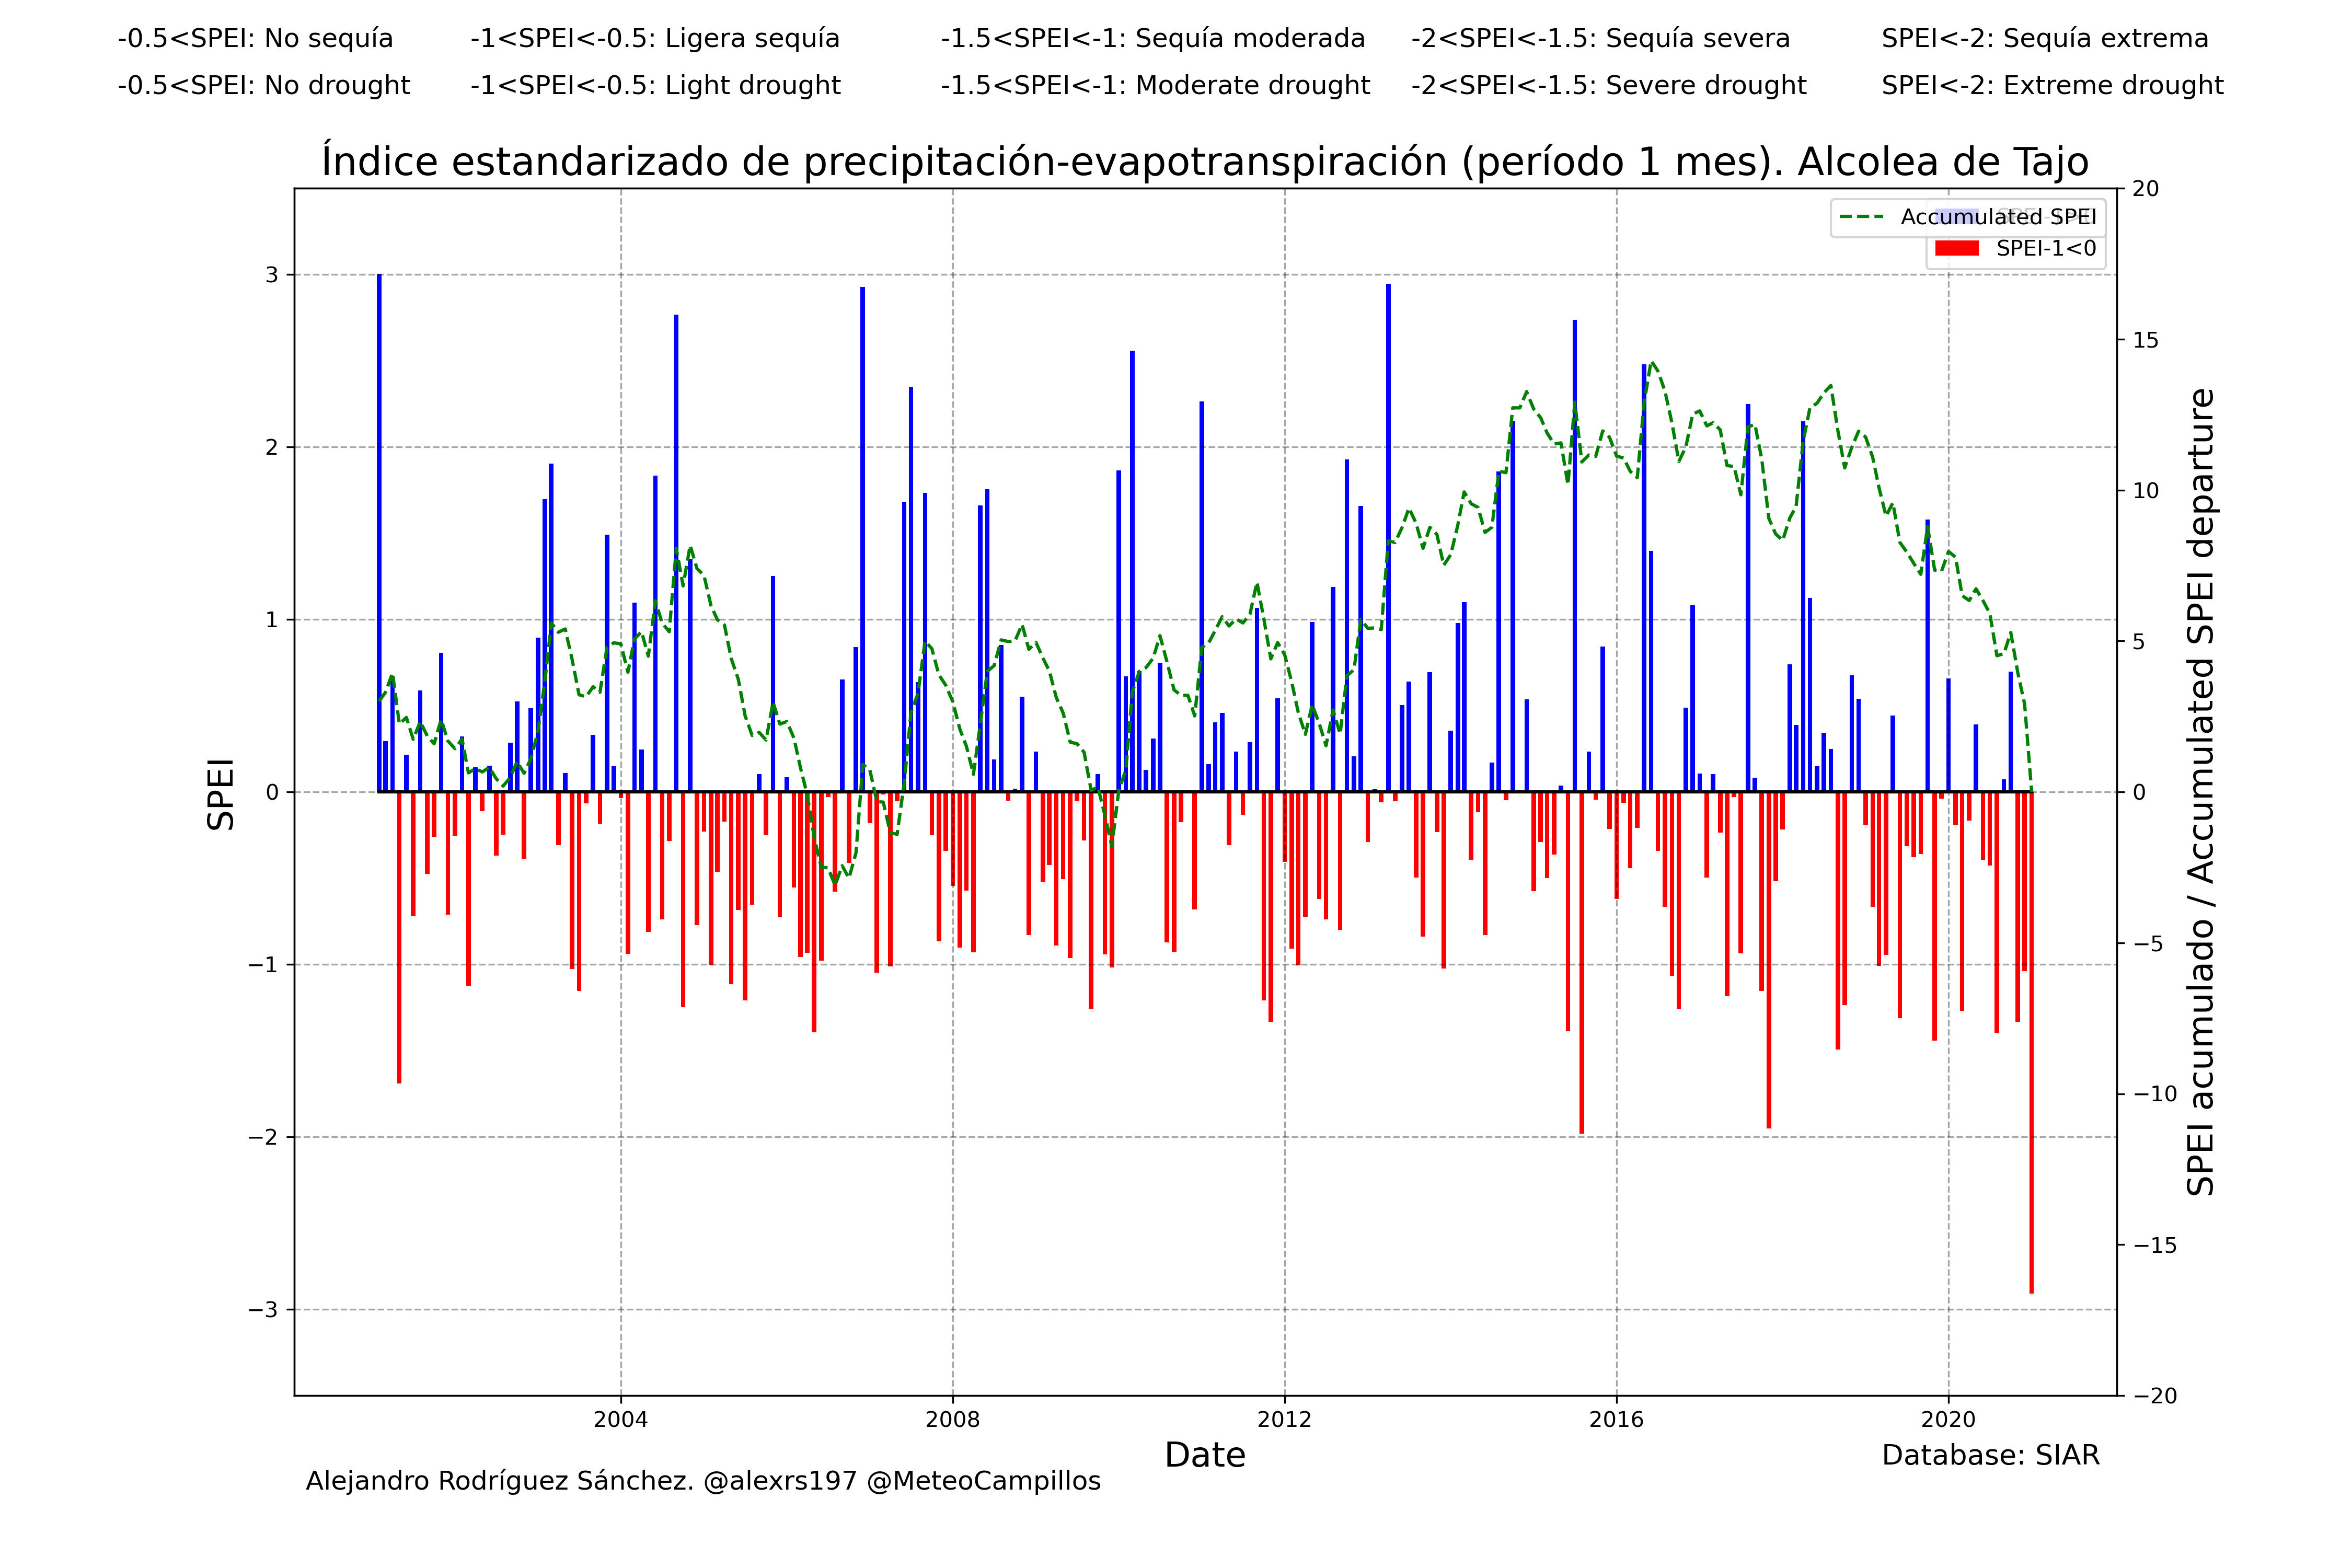 -0.5<SPEI: No sequía -1<SPEI<-0.5: Ligera sequía -1.5<SPEI<-1: Sequía moderada -2<SPEI<-1.5: Sequía severa SPEI<-2: Sequía extrema
-0.5<SPEI: No drought -1<SPEI<-0.5: Light drought -1.5<SPEI<-1: Moderate drought -2<SPEI<-1.5: Severe drought SPEI<-2: Extreme drought
Índice estandarizado de precipitación-evapotranspiración (período 1 mes). Alcolea de Tajo
Accumulated SPEI
SPEI-1<0
3
2
1
0
−1
−2
−3
SPEI
20
15
10
5
0
−5
−10
−15
−20
SPEI acumulado / Accumulated SPEI departure
2004 2008 2012 2016 2020
Date
Database: SIAR
Alejandro Rodríguez Sánchez. @alexrs197 @MeteoCampillos